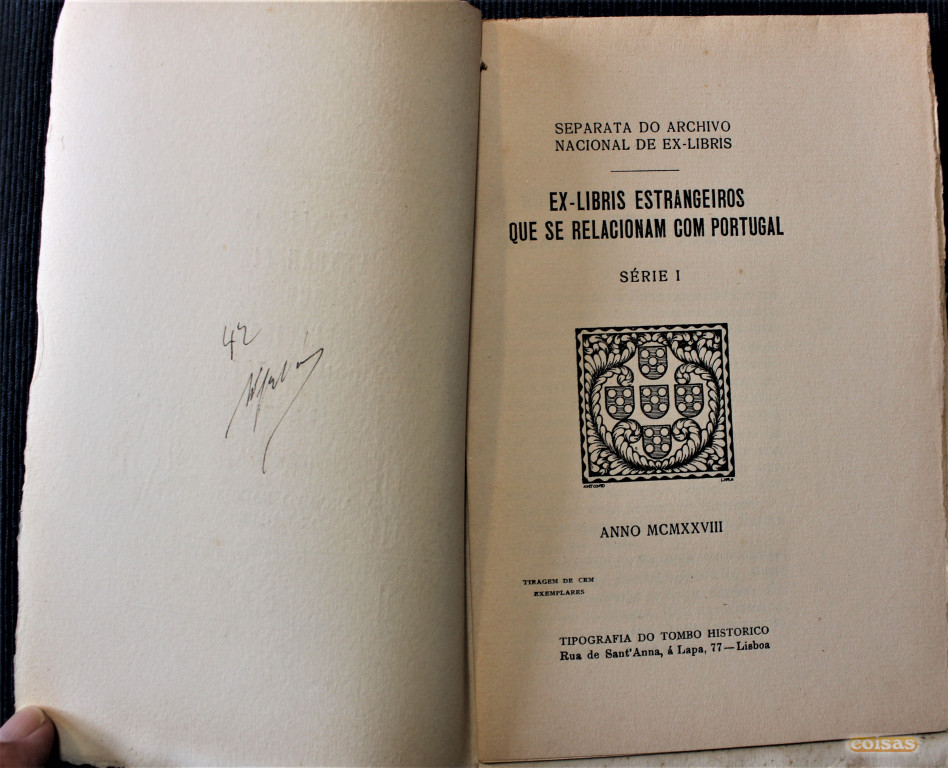 42
SEPARATA DO ARCHIVO
NACIONAL DE EX-LIBRIS
EX-LIBRIS ESTRANGEIROS
QUE SE RELACIONAM COM PORTUGAL
SÉRIE I
ANNO MCMXXVIII
TIRAGEM DE CEM
EXEMPLARES
TIPOGRAFIA DO TOMBO HISTORICO
Rua de Sant'Anna, á Lapa, 77—Lisboa
coisas